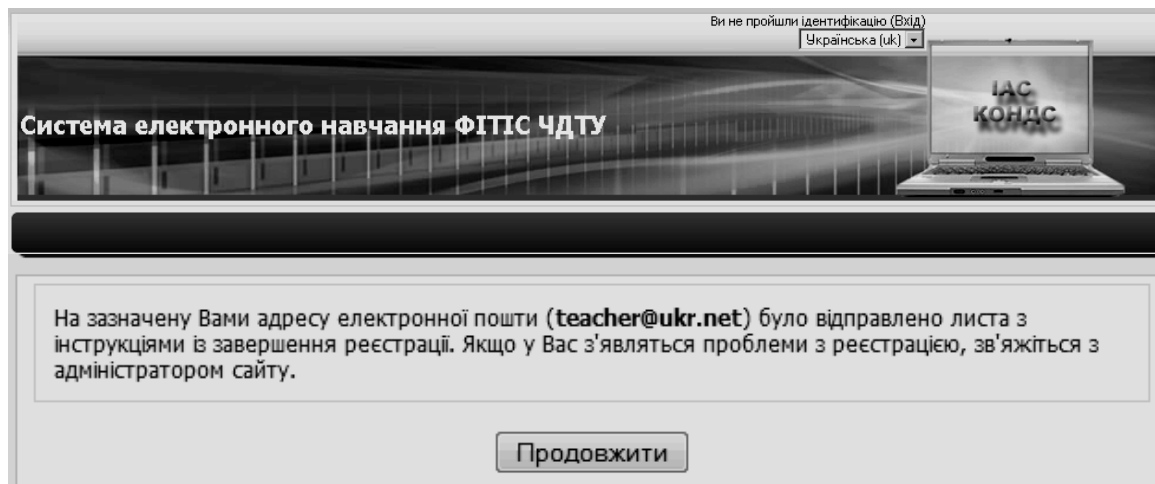 Ви не пройшли ідентифікацію (Вхід)
Українська (uk)
ІАС
КОНДС
Система електронного навчання ФІТІС ЧДТУ
На зазначену Вами адресу електронної пошти (teacher@ukr.net) було відправлено листа з
інструкціями із завершення реєстрації. Якщо у Вас з'являться проблеми з реєстрацією, зв'яжіться з
адміністратором сайту.
Продовжити